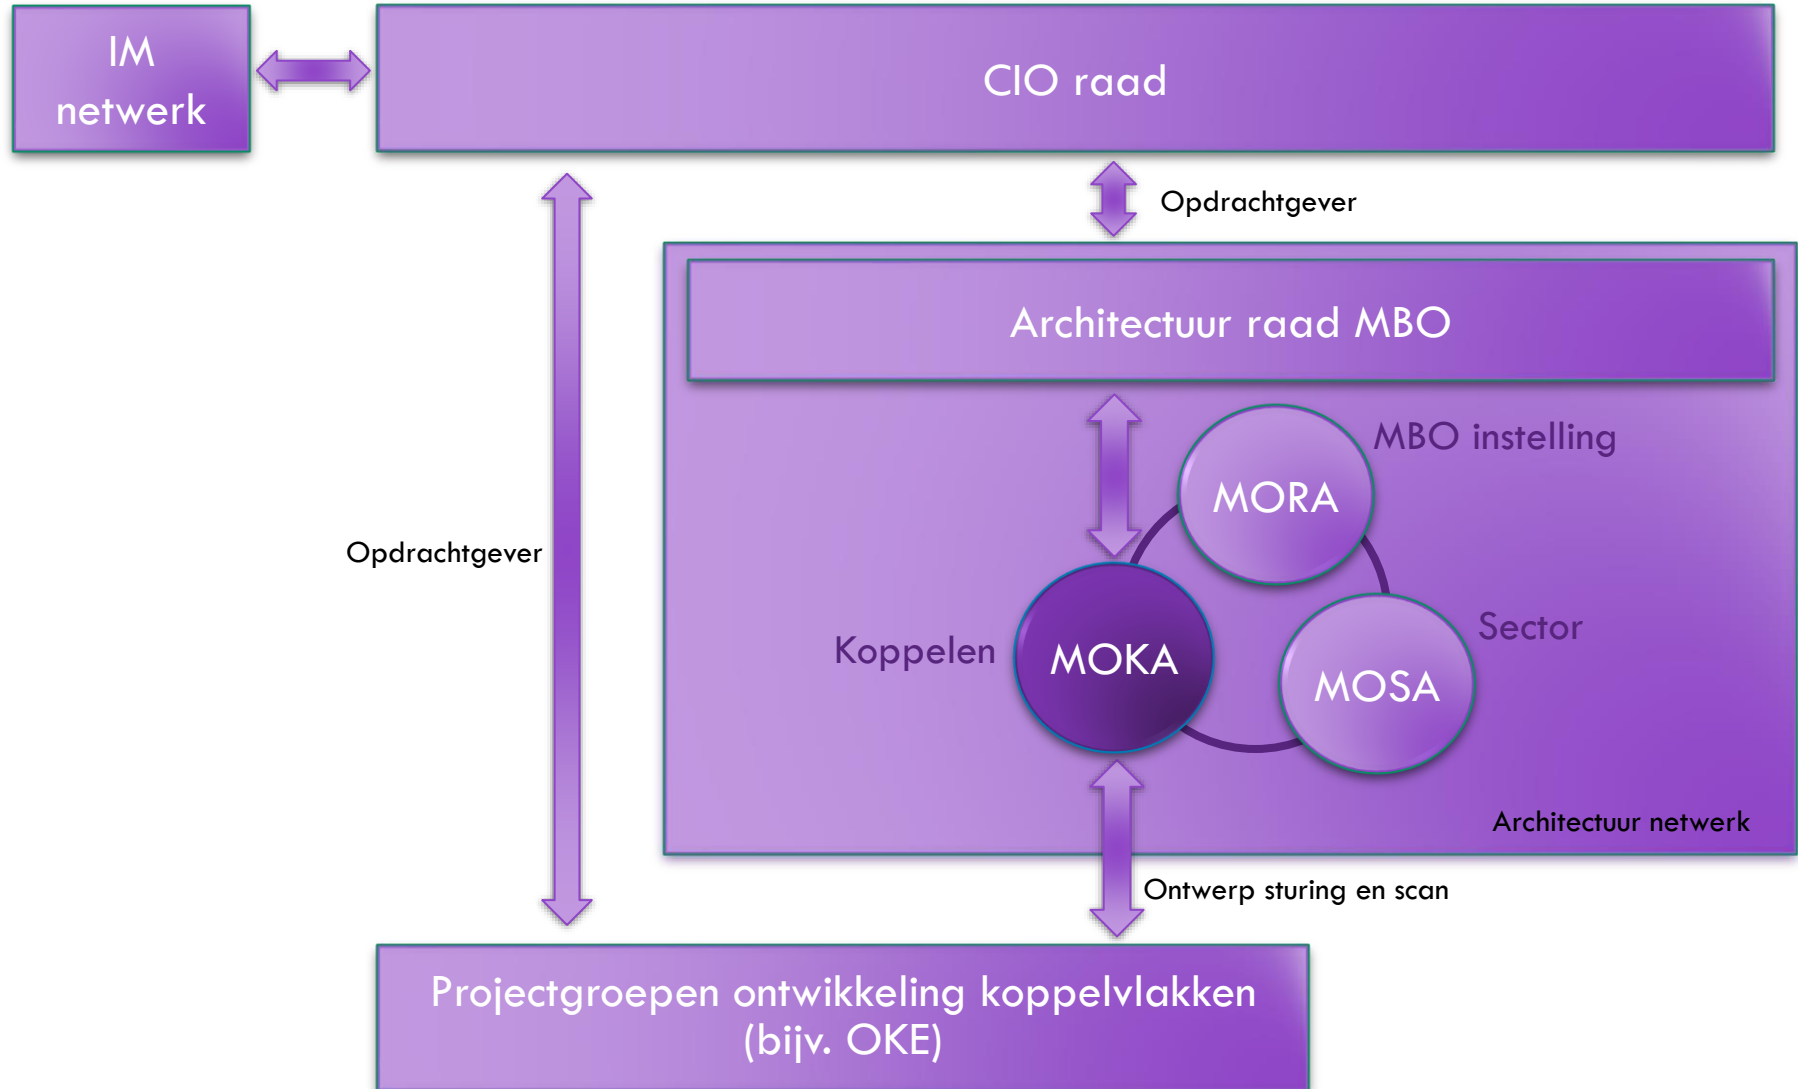 IM
netwerk
CIO raad
Opdrachtgever
Architectuur raad MBO
MBO instelling
MORA
Opdrachtgever
Sector
Koppelen
MOKA
MOSA
Architectuur netwerk
Ontwerp sturing en scan
Projectgroepen ontwikkeling koppelvlakken
(bijv. OKE)